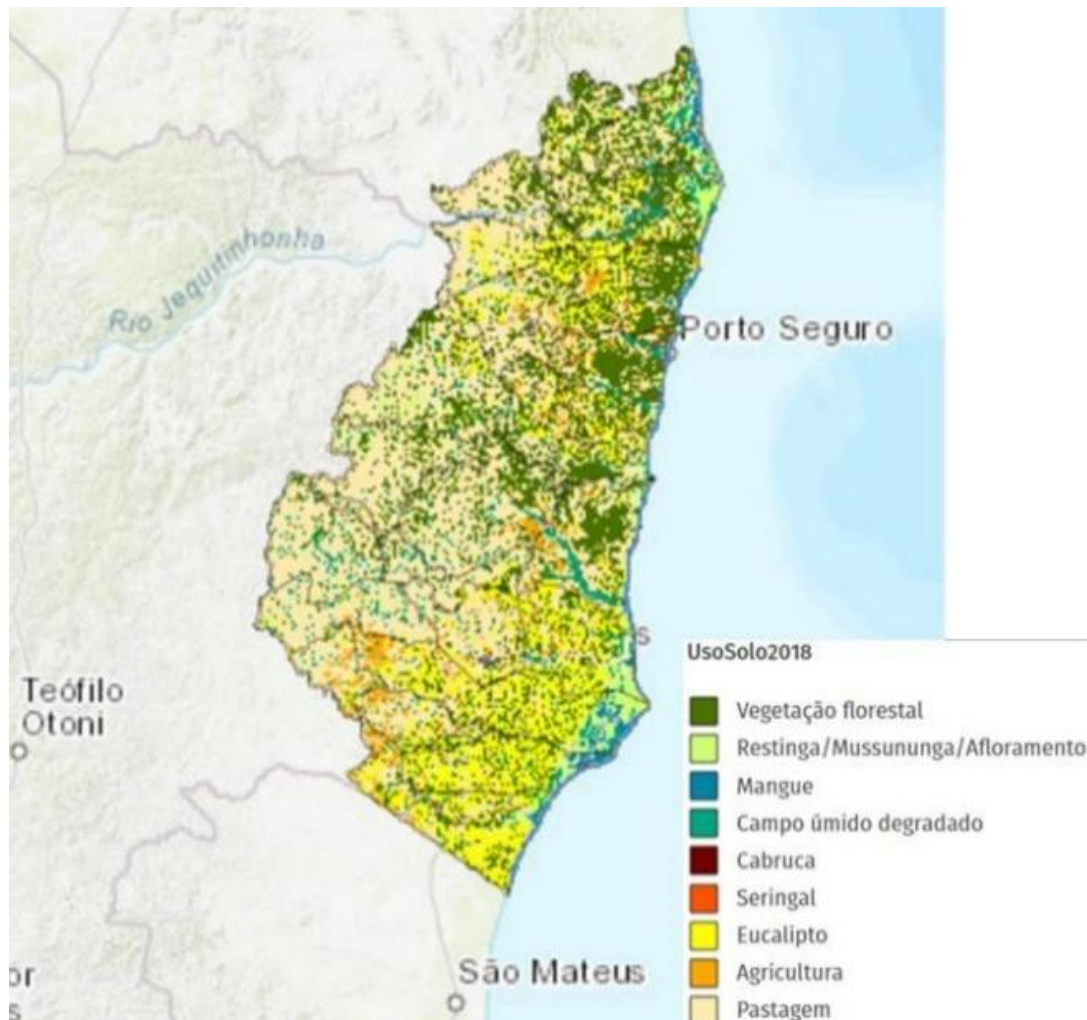 Rio Jequitinhonha
Porto Seguro
s
Teófilo
Otoni
São Mateus
or
s
UsoSolo2018
Vegetação florestal
Restinga/Mussununga/Afloramento
Mangue
Campo úmido degradado
Cabruca
Seringal
Eucalipto
Agricultura
Pastagem